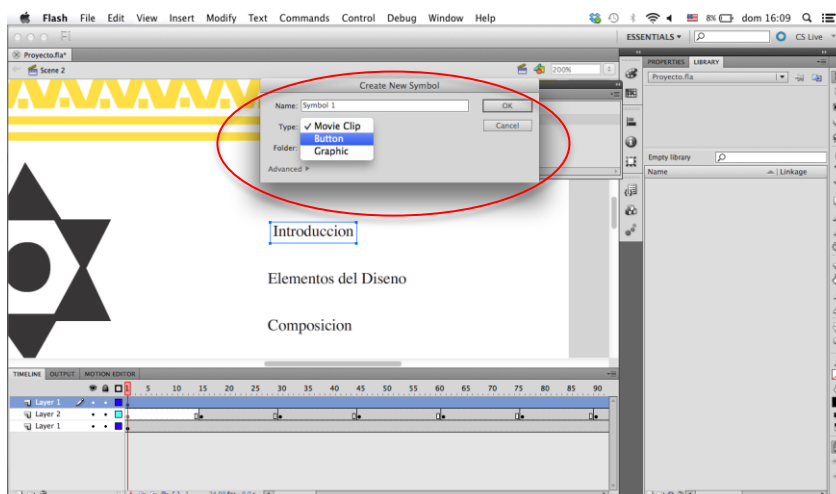 Flash File Edit View Insert Modify Text Commands Control Debug Window Help 8% dom 16:09
ESSENTIALS CS Live
Proyecto.fla*
Scene 2 200%
PROPERTIES LIBRARY
Proyecto.fla
Create New Symbol
Name: Symbol 1 OK
Type: Movie Clip Cancel
Button
Folder:
Graphic
Advanced
Empty library
Name Linkage
Introduccion
Elementos del Diseno
Composicion
TIMELINE OUTPUT MOTION EDITOR
1 5 10 15 20 25 30 35 40 45 50 55 60 65 70 75 80 85 90
Layer 1
Layer 2
Layer 1